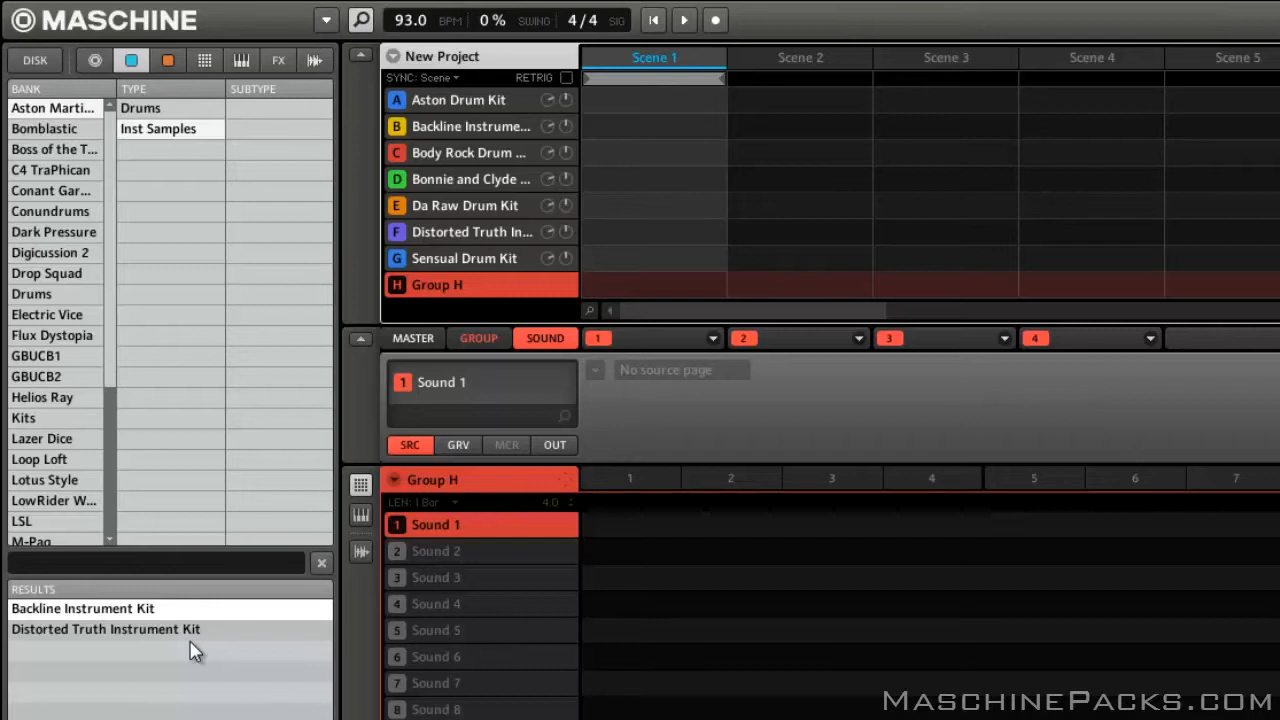 MASCHINE
93.0 BPM 0% SWING 4/4 SIG
DISK
FX
BANK TYPE SUBTYPE
Aston Marti... Drums
Bomblastic Inst Samples
Boss of the T...
C4 TraPhican
Conant Gar...
Conundrums
Dark Pressure
Digicussion 2
Drop Squad
Drums
Electric Vice
Flux Dystopia
GBUCB1
GBUCB2
Helios Ray
Kits
Lazer Dice
Loop Loft
Lotus Style
LowRider W...
LSL
M-Paq
RESULTS
Backline Instrument Kit
Distorted Truth Instrument Kit
New Project
SYNC: Scene RETRIG
A Aston Drum Kit
B Backline Instrume...
C Body Rock Drum ...
D Bonnie and Clyde ...
E Da Raw Drum Kit
F Distorted Truth In...
G Sensual Drum Kit
H Group H
Scene 1 Scene 2 Scene 3 Scene 4 Scene 5
MASTER GROUP SOUND 1 2 3 4
1 Sound 1
No source page
SRC GRV MCR OUT
Group H 1 2 3 4 5 6 7
LEN: 1 Bar 4.0
1 Sound 1
2 Sound 2
3 Sound 3
4 Sound 4
5 Sound 5
6 Sound 6
7 Sound 7
8 Sound 8
MASCHINEPACKS.COM